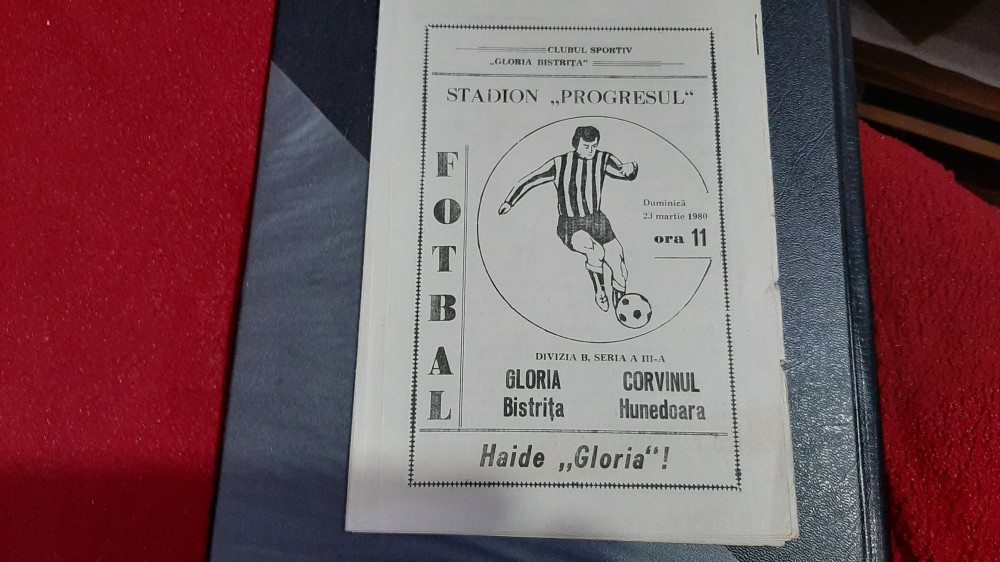 CLUBUL SPORTIV
„GLORIA BISTRIȚA"
STADION „PROGRESUL"
FOTBAL
Duminică
23 martie 1980
ora 11
DIVIZIA B, SERIA A III-A
GLORIA CORVINUL
Bistrița Hunedoara
Haide „Gloria"!